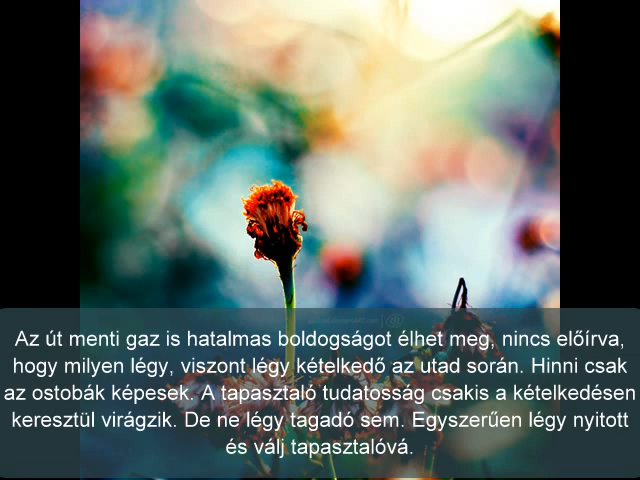 Az út menti gaz is hatalmas boldogságot élhet meg, nincs előírva,
hogy milyen légy, viszont légy kételkedő az utad során. Hinni csak
az ostobák képesek. A tapasztaló tudatosság csakis a kételkedésen
keresztül virágzik. De ne légy tagadó sem. Egyszerűen légy nyitott
és válj tapasztalóvá.